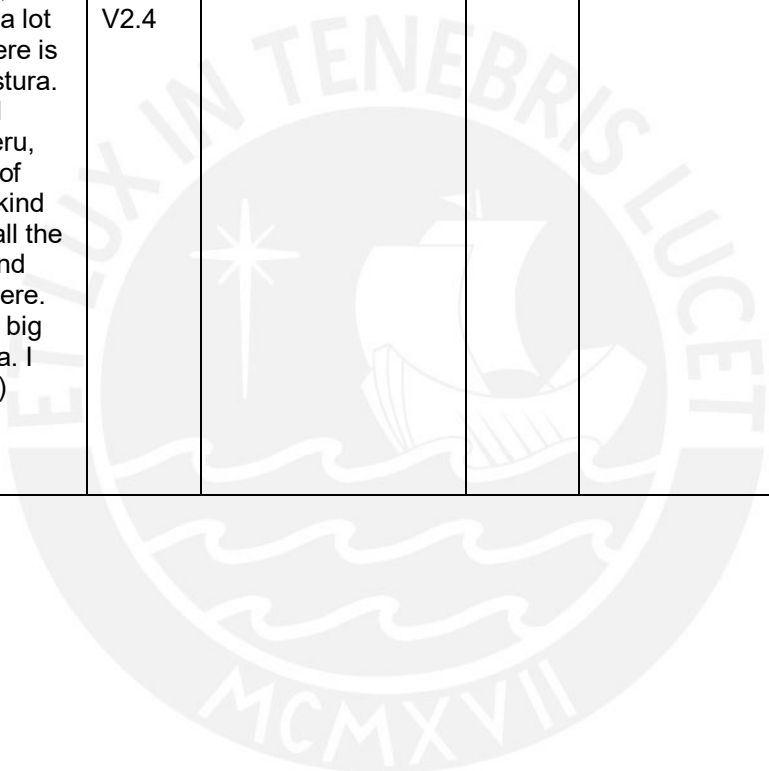 a lot
V2.4
ere is
stura.
eru,
of
kind
all the
nd
ere.
big
a. I
)
ET LUX IN TENEBRIS LUCET
MCMXVII